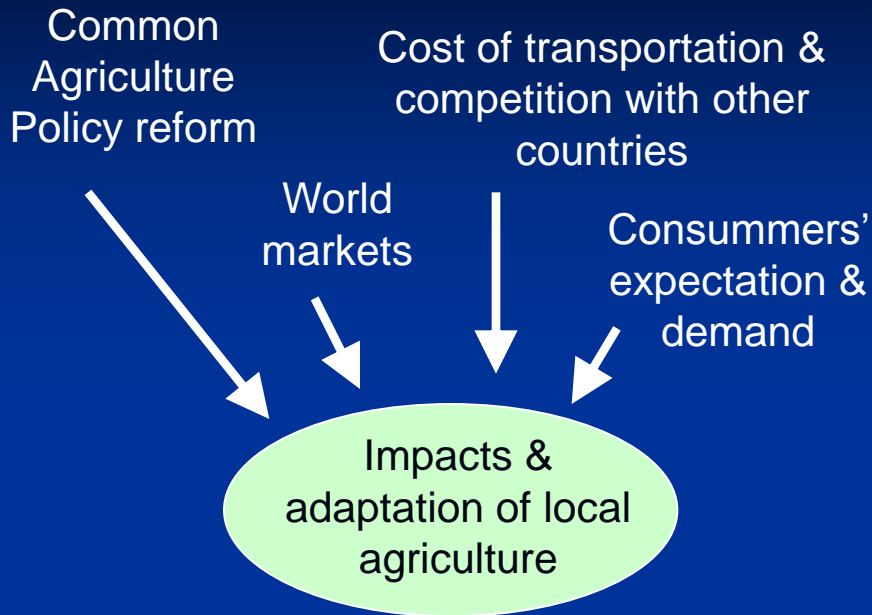 Common
Agriculture
Policy reform
Cost of transportation &
competition with other
countries
World
markets
Consummers’
expectation &
demand
Impacts &
adaptation of local
agriculture